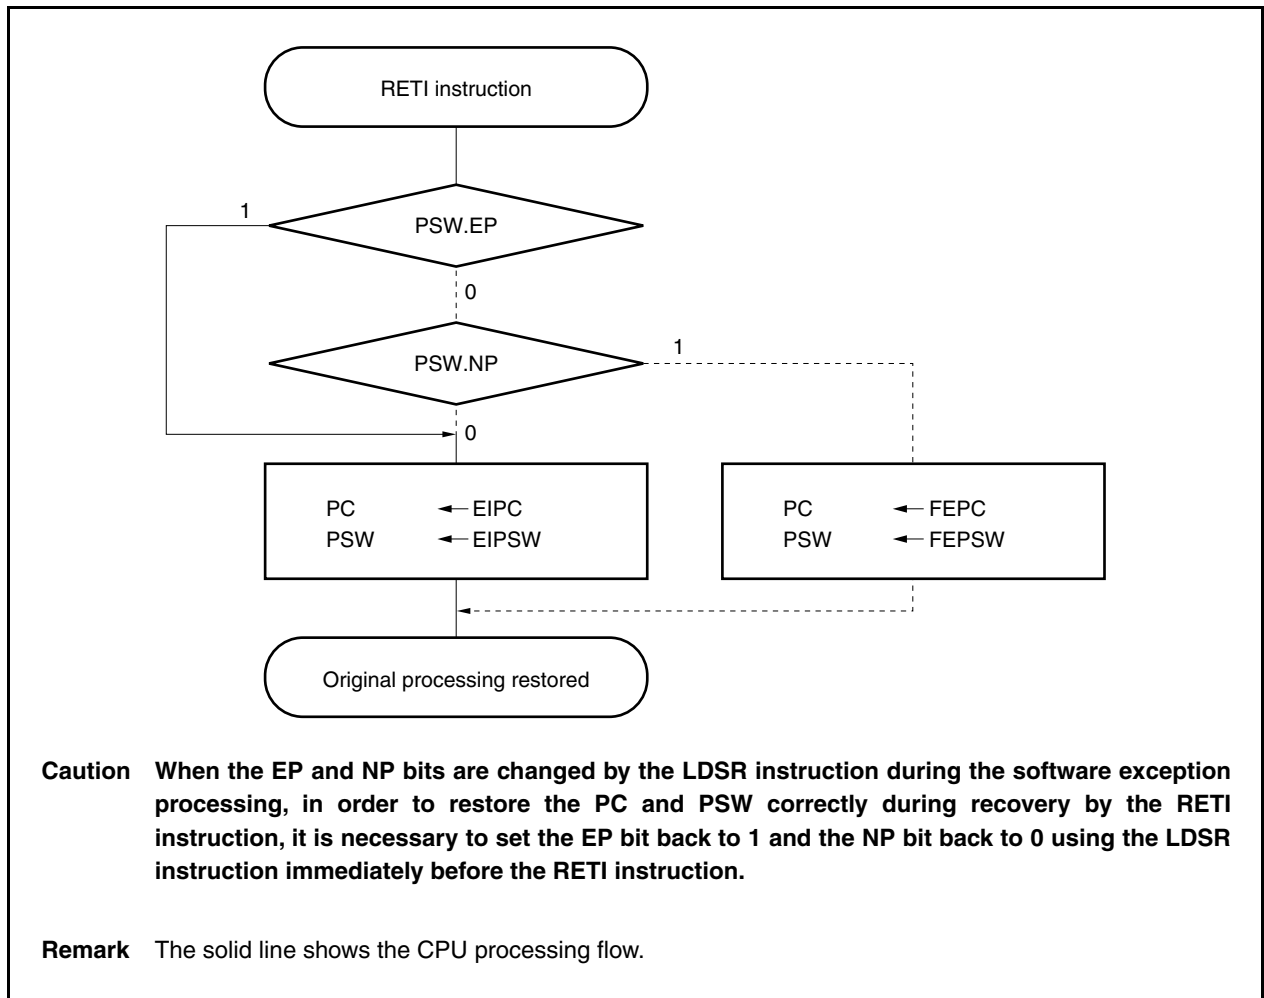 RETI instruction
1
PSW.EP
0
1
PSW.NP
0
PC ← EIPC
PSW ← EIPSW
PC ← FEPC
PSW ← FEPSW
Original processing restored
Caution When the EP and NP bits are changed by the LDSR instruction during the software exception
processing, in order to restore the PC and PSW correctly during recovery by the RETI
instruction, it is necessary to set the EP bit back to 1 and the NP bit back to 0 using the LDSR
instruction immediately before the RETI instruction.
Remark The solid line shows the CPU processing flow.